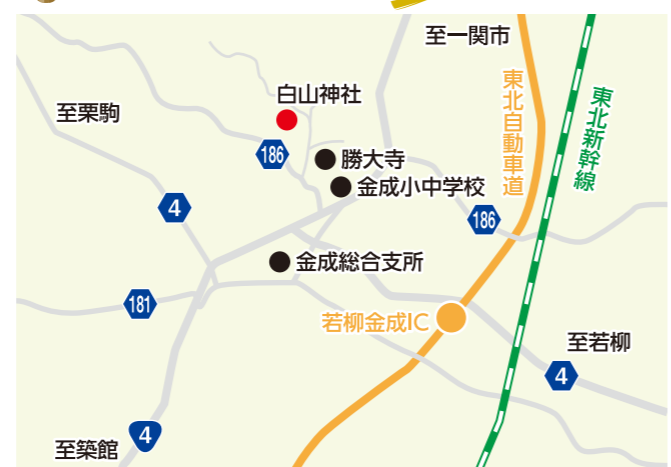 至一関市
東北自動車道
東北新幹線
白山神社
至栗駒
186
勝大寺
金成小中学校
4
186
金成総合支所
181
若柳金成IC
至若柳
4
4
至築館